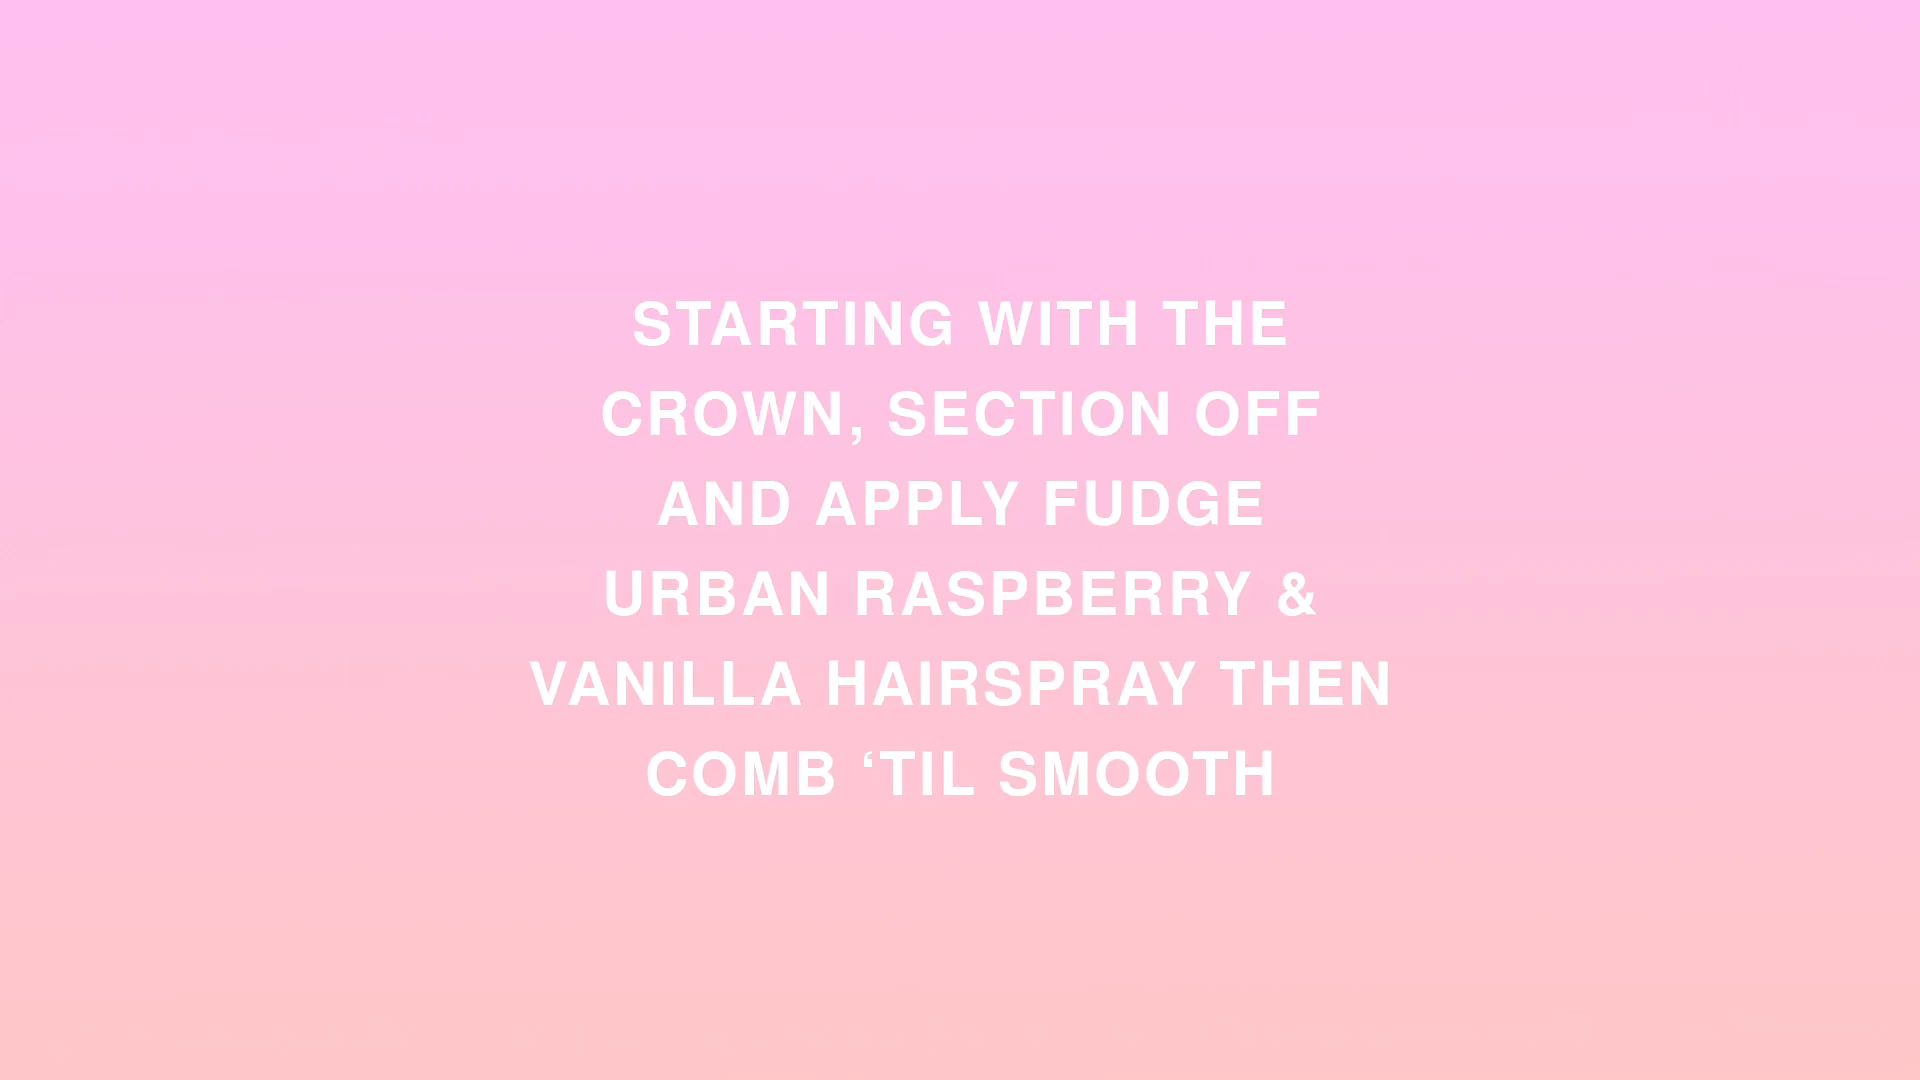 STARTING WITH THE
CROWN, SECTION OFF
AND APPLY FUDGE
URBAN RASPBERRY &
VANILLA HAIRSPRAY THEN
COMB ‘TIL SMOOTH